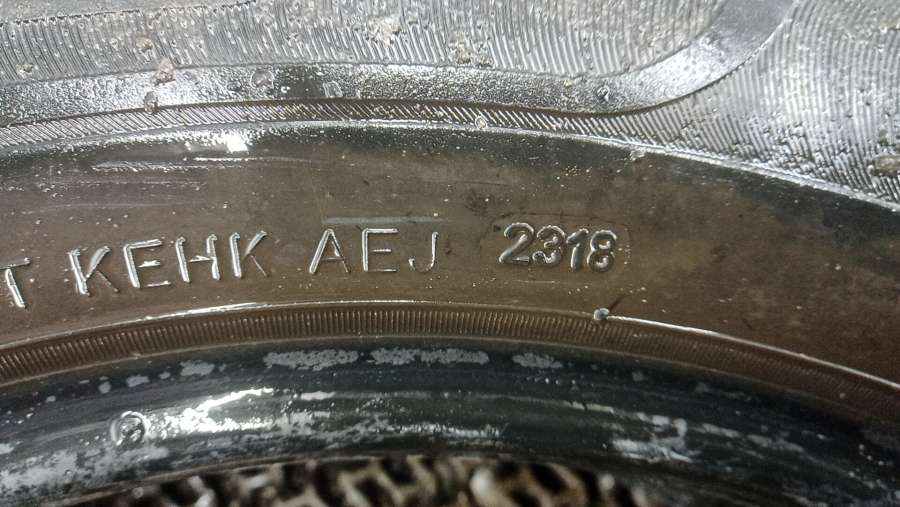 T KEHK AEJ 2318